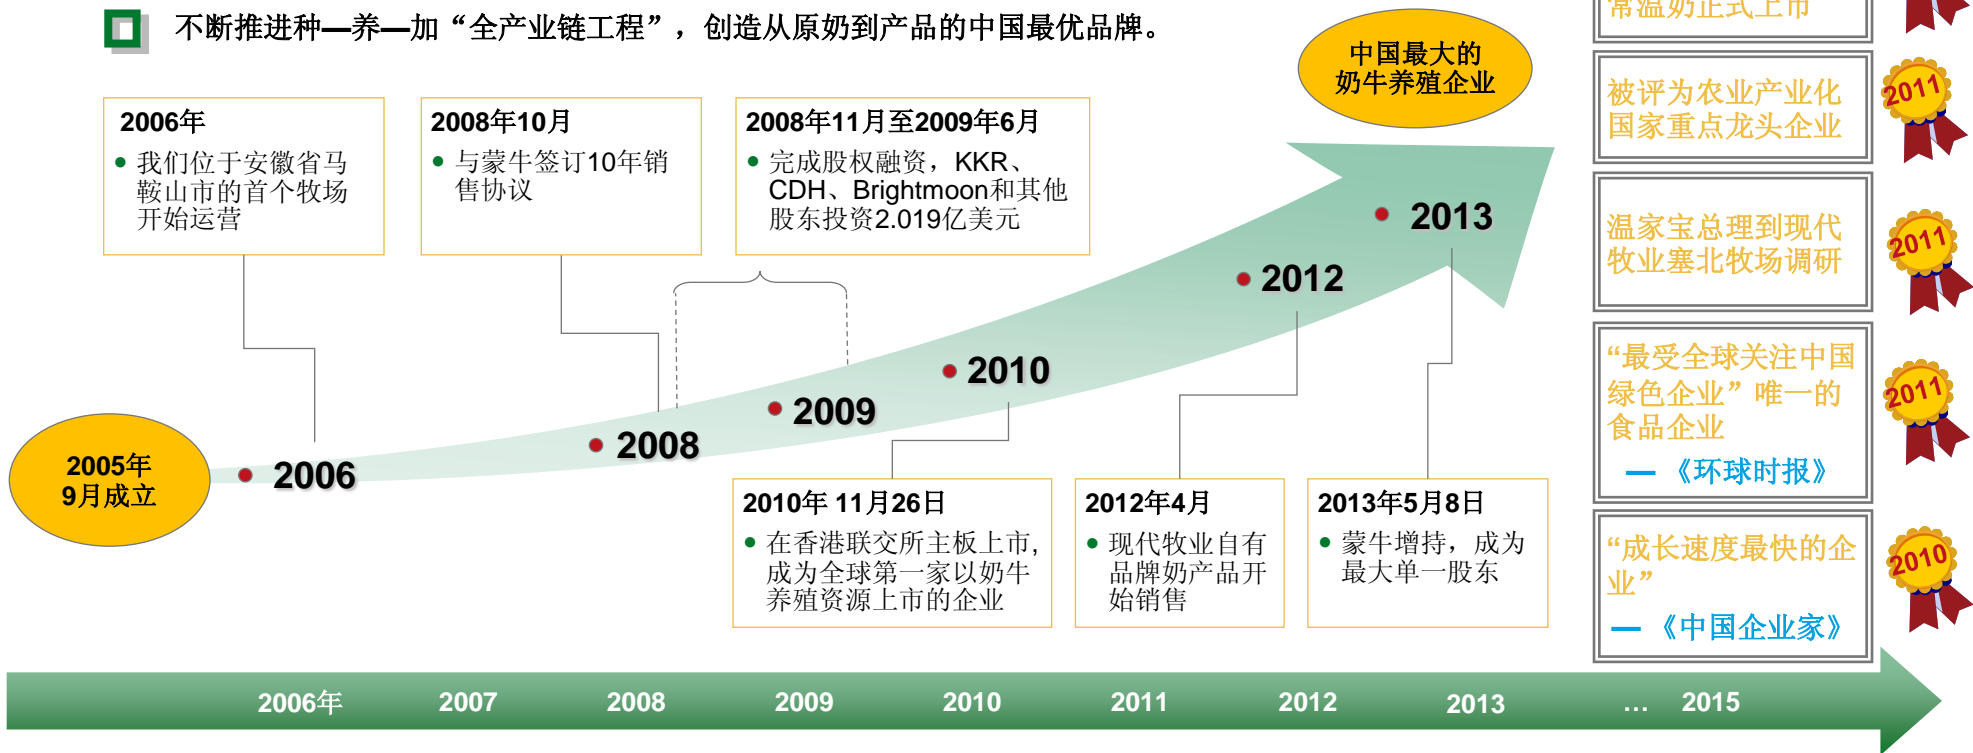 不断推进种—养—加“全产业链工程”，创造从原奶到产品的中国最优品牌。
中国最大的
奶牛养殖企业
2006年
我们位于安徽省马
鞍山市的首个牧场
开始运营
2008年10月
与蒙牛签订10年销
售协议
2008年11月至2009年6月
完成股权融资，KKR、
CDH、Brightmoon和其他
股东投资2.019亿美元
2005年
9月成立
2006
2008
2009
2010
2012
2013
2010年 11月26日
在香港联交所主板上市,
成为全球第一家以奶牛
养殖资源上市的企业
2012年4月
现代牧业自有
品牌奶产品开
始销售
2013年5月8日
蒙牛增持，成为
最大单一股东
常温奶正式上市
被评为农业产业化
国家重点龙头企业
2011
温家宝总理到现代
牧业塞北牧场调研
2011
“最受全球关注中国
绿色企业”唯一的
食品企业
— 《环球时报》
2011
“成长速度最快的企
业”
— 《中国企业家》
2010
2006年 2007 2008 2009 2010 2011 2012 2013 … 2015